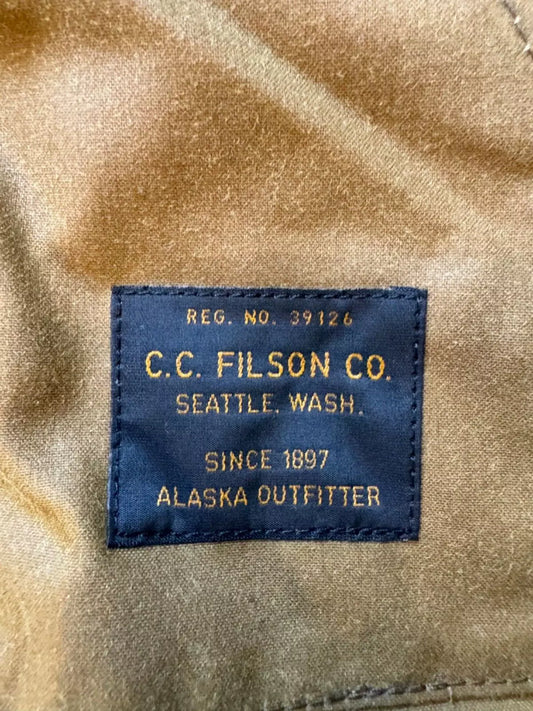 REG. NO. 39126
C.C. FILSON CO.
SEATTLE, WASH.
SINCE 1897
ALASKA OUTFITTER